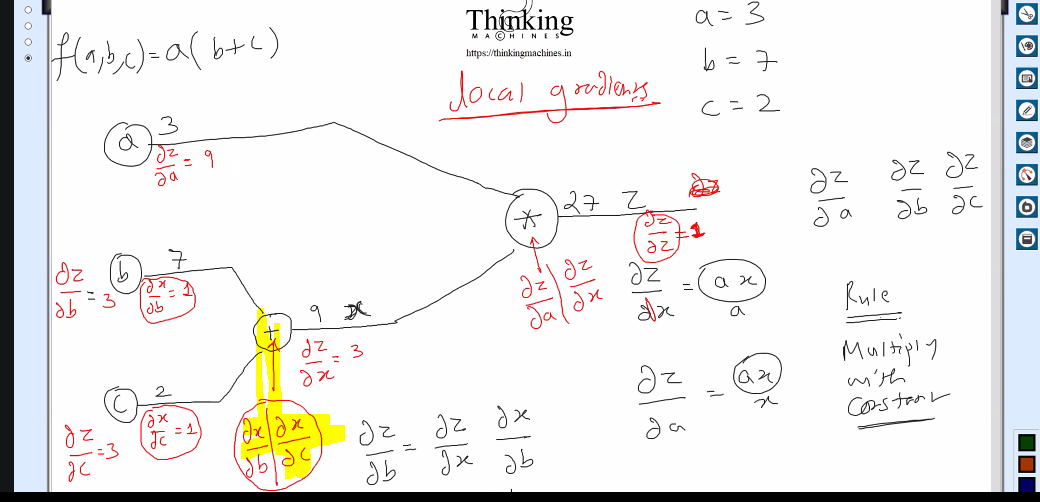 Thinking
MACHINES
https://thinkingmachines.in
f(a,b,c)=a(b+c)
local gradients
a = 3
b = 7
c = 2
a
3
∂z/∂a = 9
*
27 z
∂z/∂z = 1
∂z/∂a ∂z/∂b ∂z/∂c
b
7
∂z/∂b = 3
∂x/∂b = 1
+
9 x
∂z/∂x = 3
∂z/∂a | ∂z/∂x
∂z/∂x = ax
a
Rule
Multiply
with
constant
c
2
∂z/∂c = 3
∂x/∂c = 1
∂x/∂b | ∂x/∂c
∂z/∂b = ∂z/∂x ∂x/∂b
∂z/∂a = ax
x